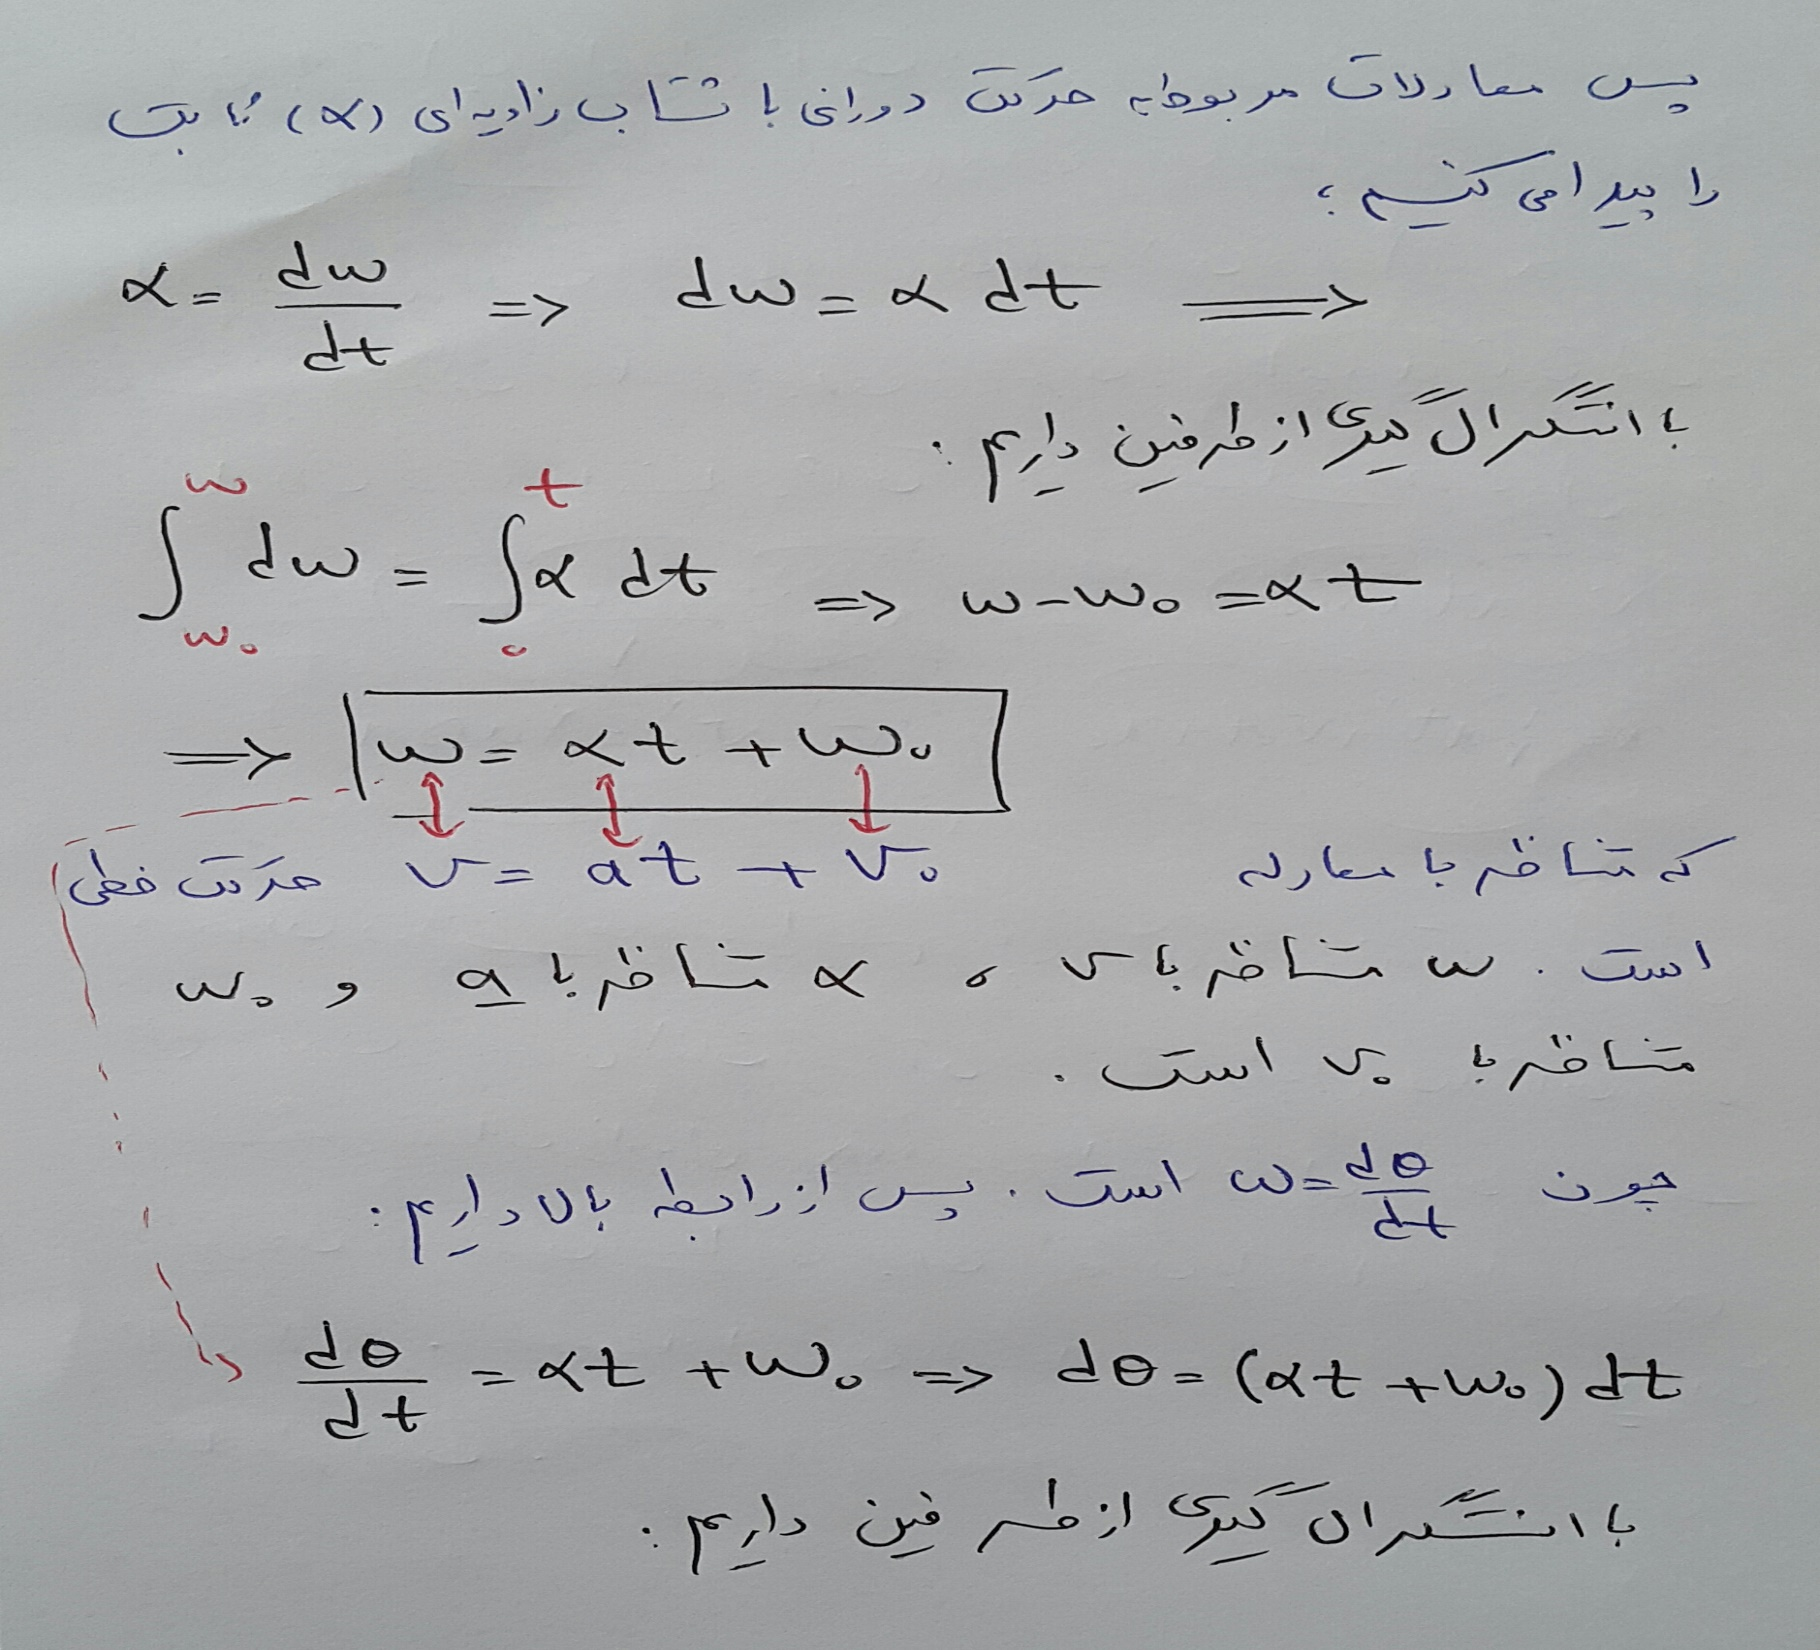 پس معادلات مربوط به حرکت دورانی با شتاب زاویه‌ای (α) ثابت
را پیدا می کنیم ؛
α = dω/dt => dω = α dt =>
با انتگرال گیری از طرفین داریم :
∫_{ω₀}^{ω} dω = ∫_{0}^{t} α dt => ω - ω₀ = αt
=> ω = αt + ω₀
که متناظر با معادله v = at + v₀ حرکت خطی
است . ω متناظر با v ، α متناظر با a و ω₀
متناظر با v₀ است .
چون ω = dθ/dt است . پس از رابطه بالا داریم :
dθ/dt = αt + ω₀ => dθ = (αt + ω₀) dt
با انتگرال گیری از طرفین داریم :